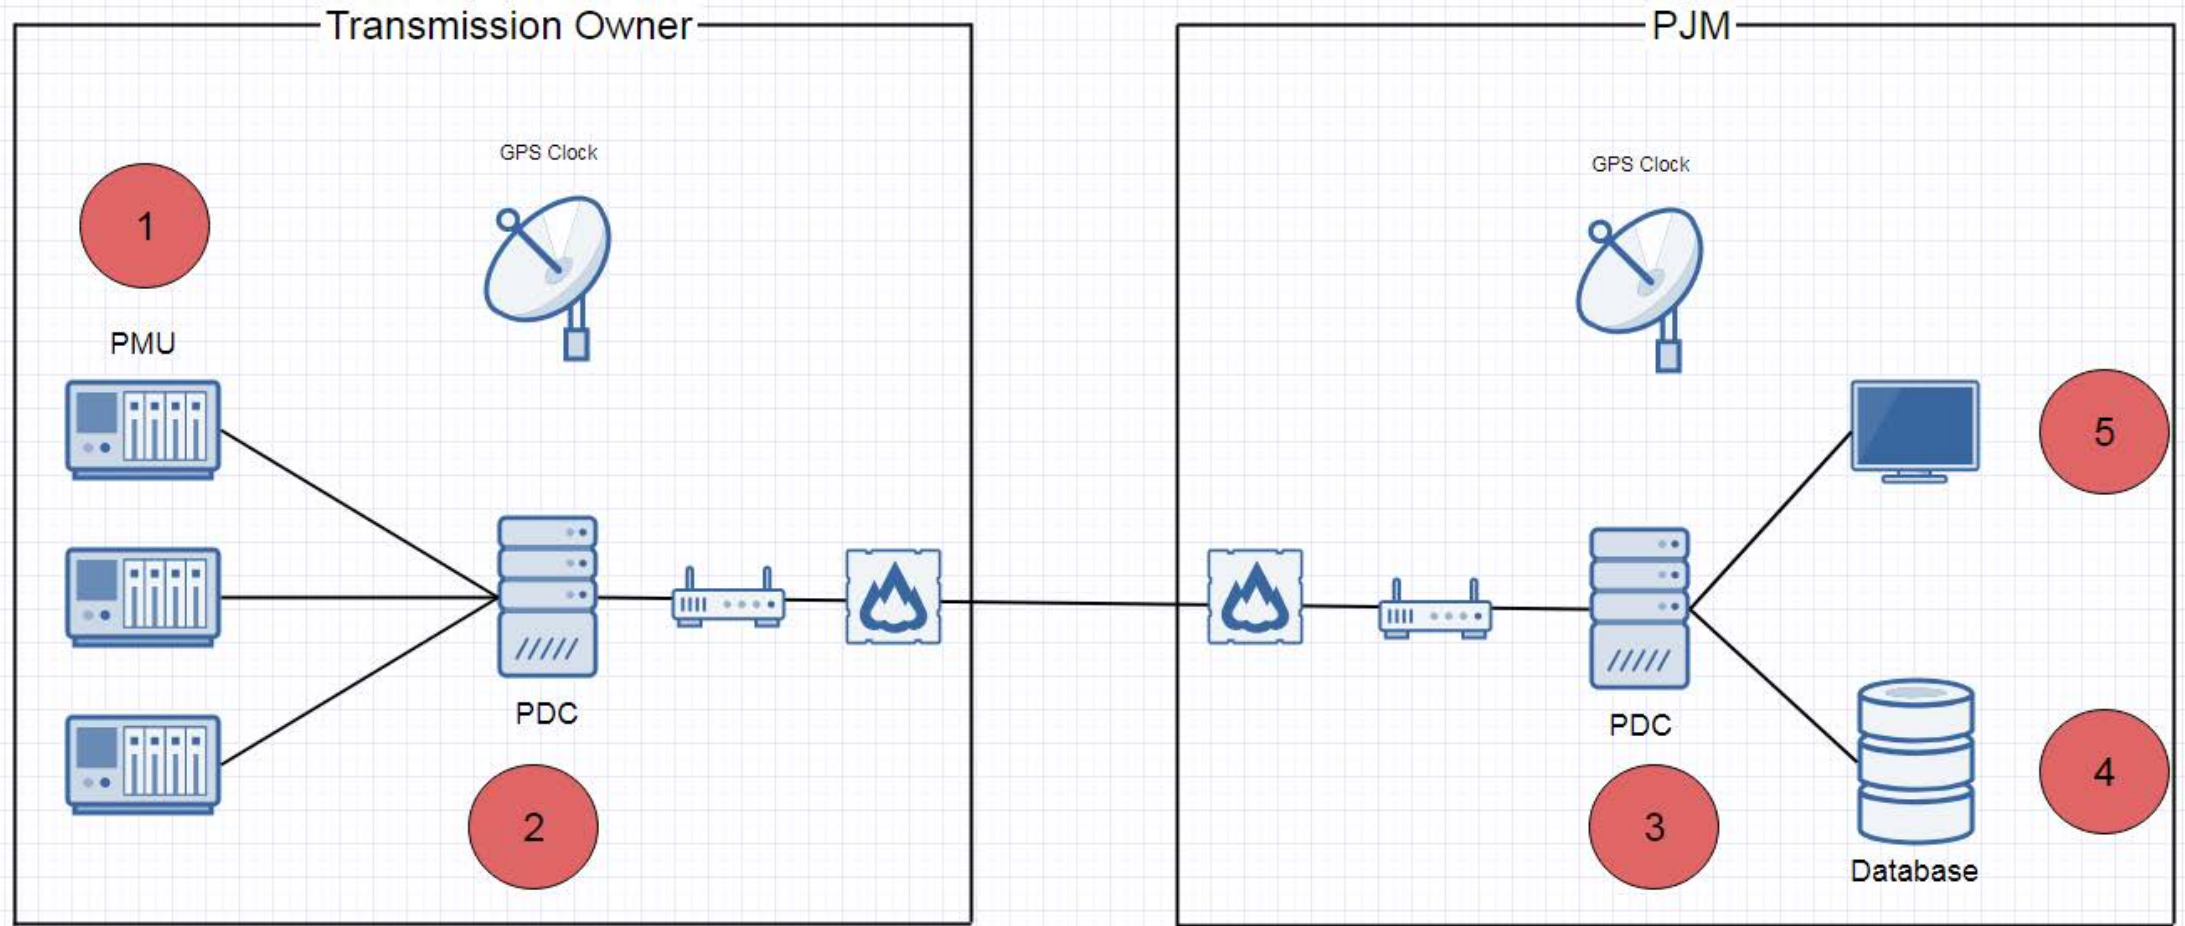 Transmission Owner
PJM
GPS Clock
GPS Clock
1
PMU
5
PDC
PDC
2
3
4
Database